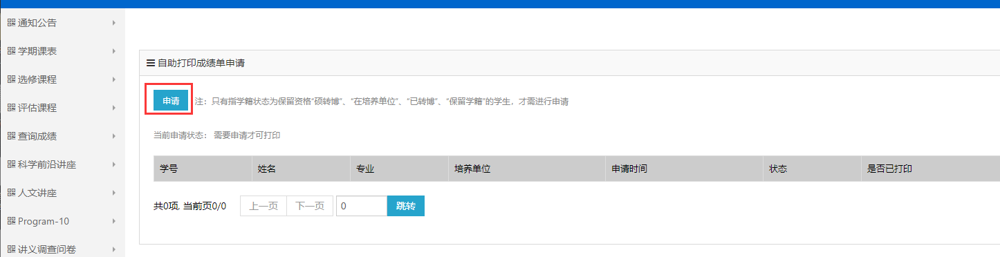 通知公告
学期课表
选修课程
评估课程
查询成绩
科学前沿讲座
人文讲座
Program-10
讲义调查问卷
自助打印成绩单申请
申请 注：只有指学籍状态为保留资格“硕转博”、“在培养单位”、“已转博”、“保留学籍”的学生，才需进行申请
当前申请状态： 需要申请才可打印
学号 姓名 专业 培养单位 申请时间 状态 是否已打印
共0项, 当前页0/0 上一页 下一页 0 跳转